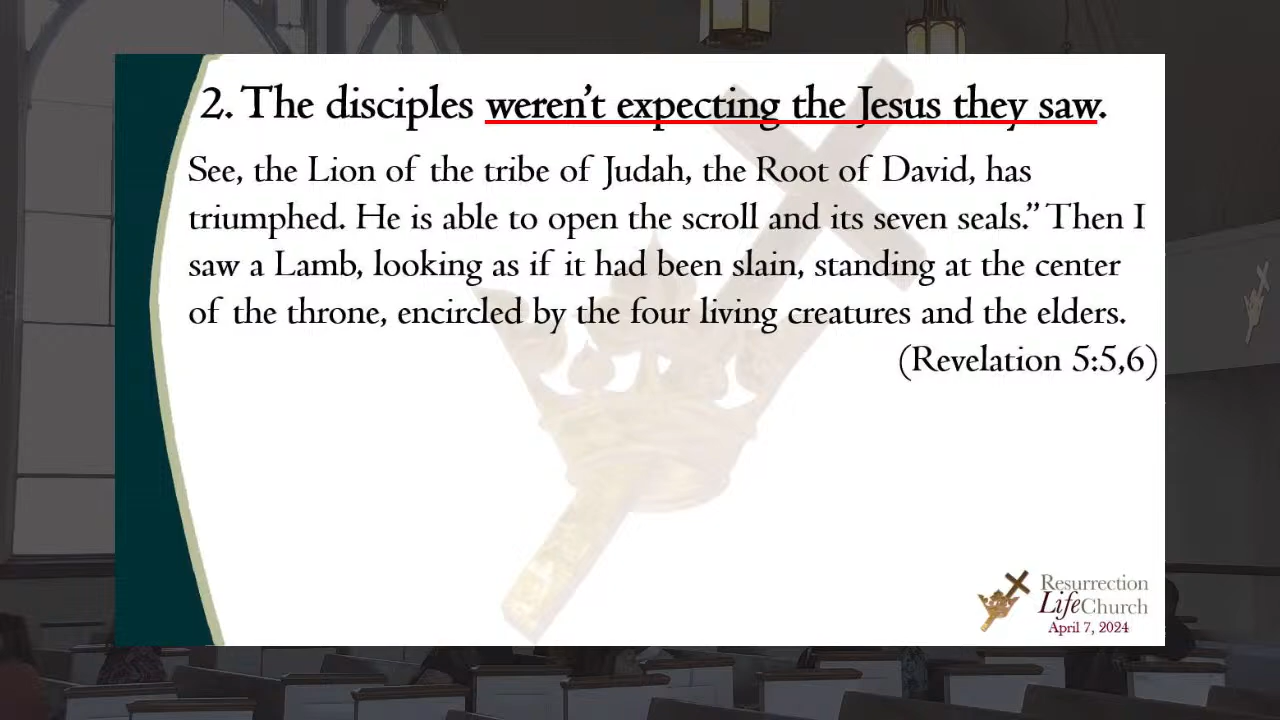 2. The disciples weren't expecting the Jesus they saw.
See, the Lion of the tribe of Judah, the Root of David, has
triumphed. He is able to open the scroll and its seven seals.” Then I
saw a Lamb, looking as if it had been slain, standing at the center
of the throne, encircled by the four living creatures and the elders.
(Revelation 5:5,6)
Resurrection
LifeChurch
April 7, 2024